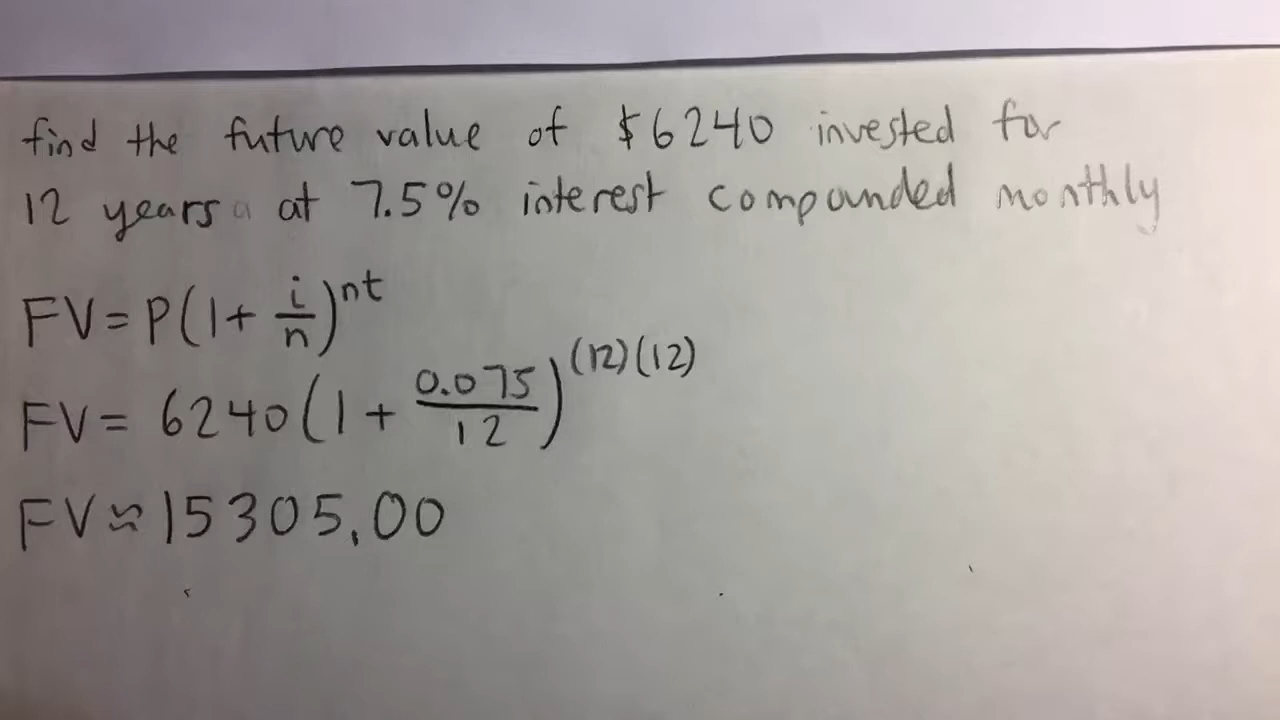 find the future value of $6240 invested for
12 years a at 7.5% interest compounded monthly
FV = P(1 + i/n)^nt
FV = 6240(1 + 0.075/12)^(12)(12)
FV ≈ 15305.00